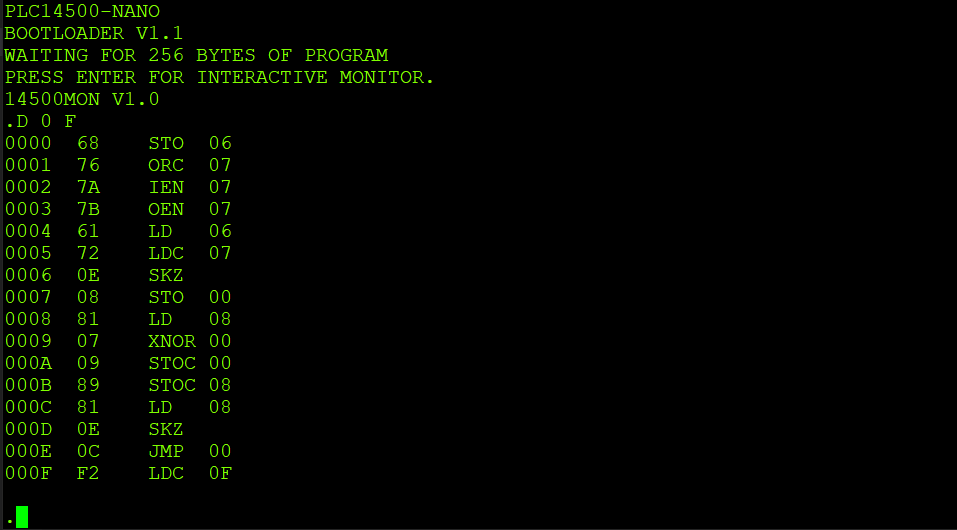 PLC14500-NANO
BOOTLOADER V1.1
WAITING FOR 256 BYTES OF PROGRAM
PRESS ENTER FOR INTERACTIVE MONITOR.
14500MON V1.0
.D 0 F
0000  68    STO  06
0001  76    ORC  07
0002  7A    IEN  07
0003  7B    OEN  07
0004  61    LD   06
0005  72    LDC  07
0006  0E    SKZ
0007  08    STO  00
0008  81    LD   08
0009  07    XNOR 00
000A  09    STOC 00
000B  89    STOC 08
000C  81    LD   08
000D  0E    SKZ
000E  0C    JMP  00
000F  F2    LDC  0F
.